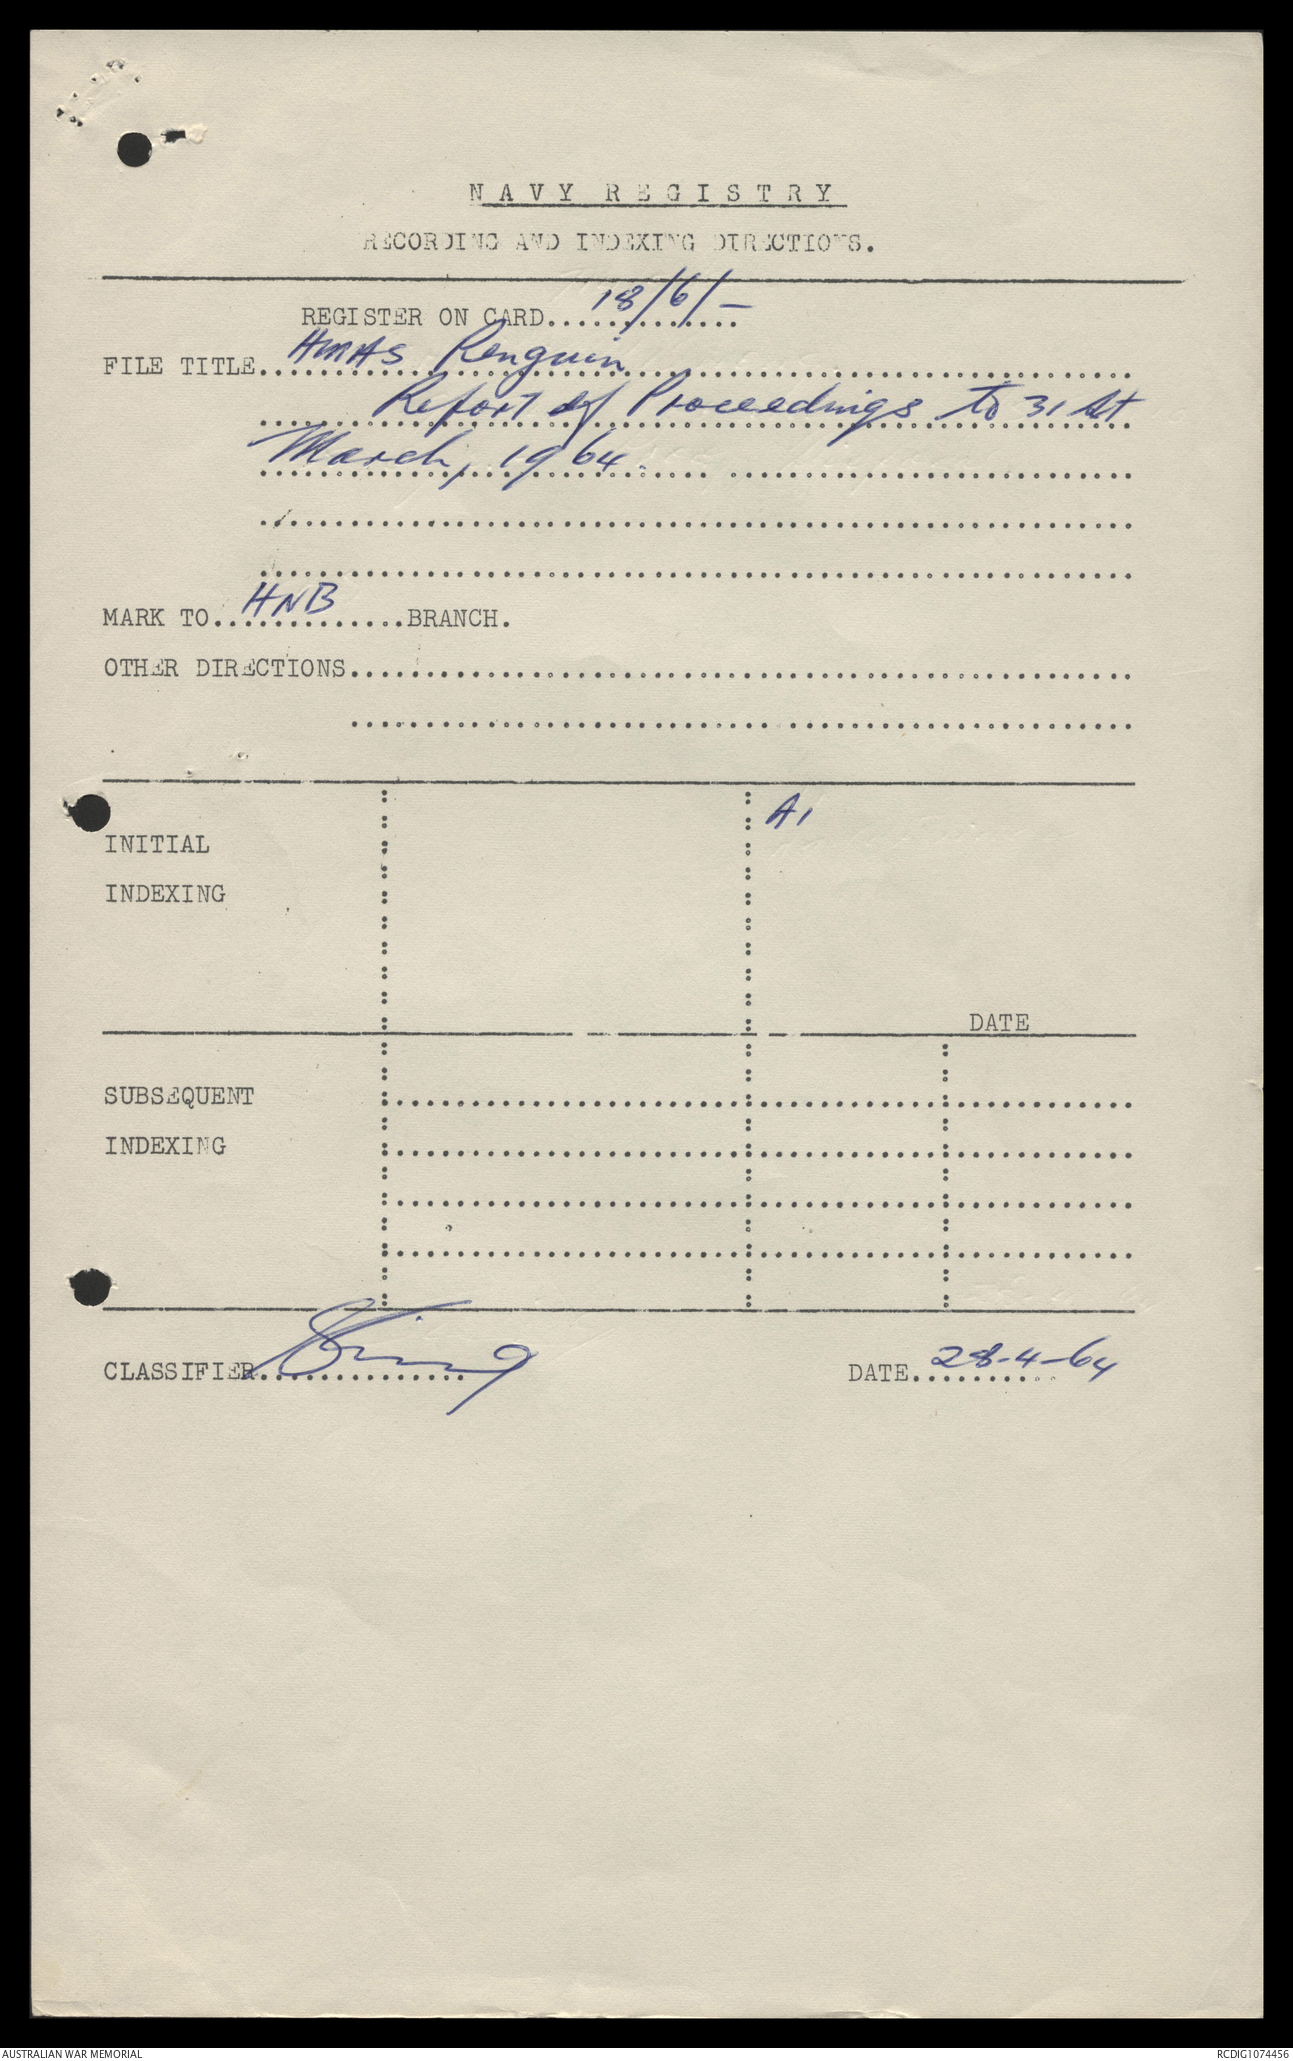 NAVY REGISTRY
RECORDING AND INDEXING DIRECTIONS.
REGISTER ON CARD. 18/6/-
FILE TITLE. HMAS Penguin
Report of Proceedings to 31st
March, 1964.
MARK TO. HNB BRANCH.
OTHER DIRECTIONS.
A1
INITIAL
INDEXING
DATE
SUBSEQUENT
INDEXING
CLASSIFIER.
DATE. 28-4-64
AUSTRALIAN WAR MEMORIAL
RCDIG1074456